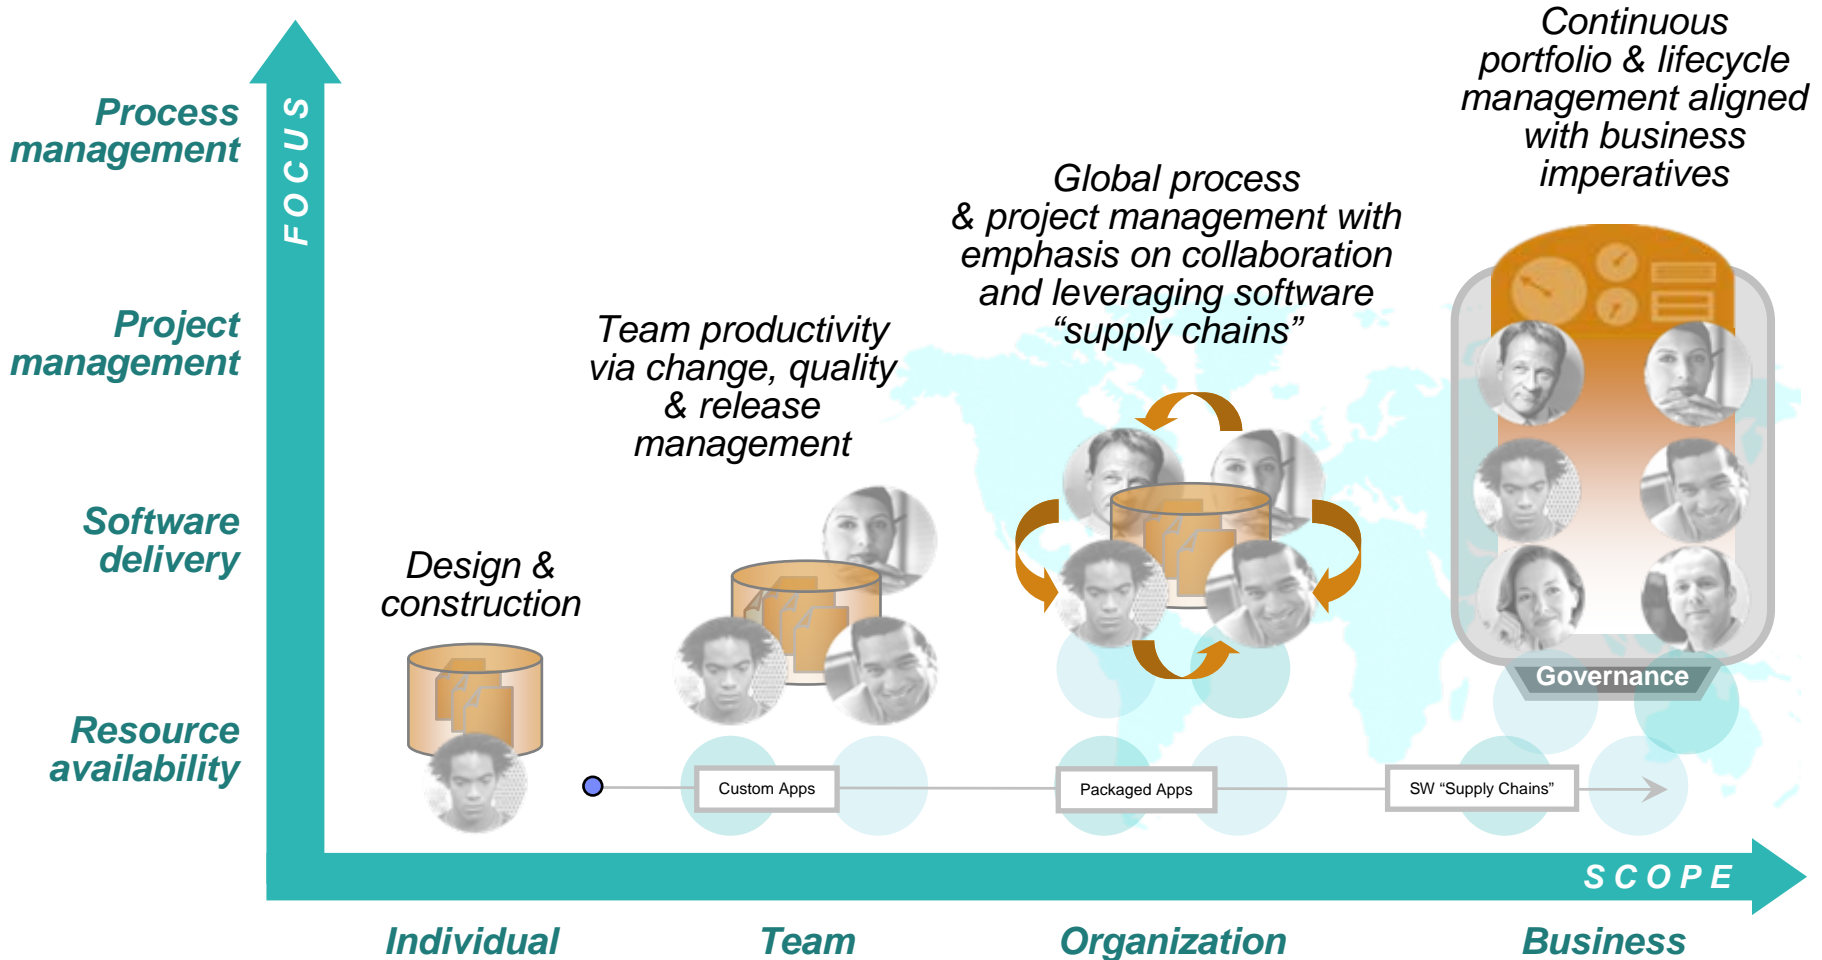 Process
management
Project
management
Software
delivery
Resource
availability
FOCUS
Design &
construction
Team productivity
via change, quality
& release
management
Global process
& project management with
emphasis on collaboration
and leveraging software
“supply chains”
Continuous
portfolio & lifecycle
management aligned
with business
imperatives
Governance
Custom Apps
Packaged Apps
SW “Supply Chains”
SCOPE
Individual
Team
Organization
Business